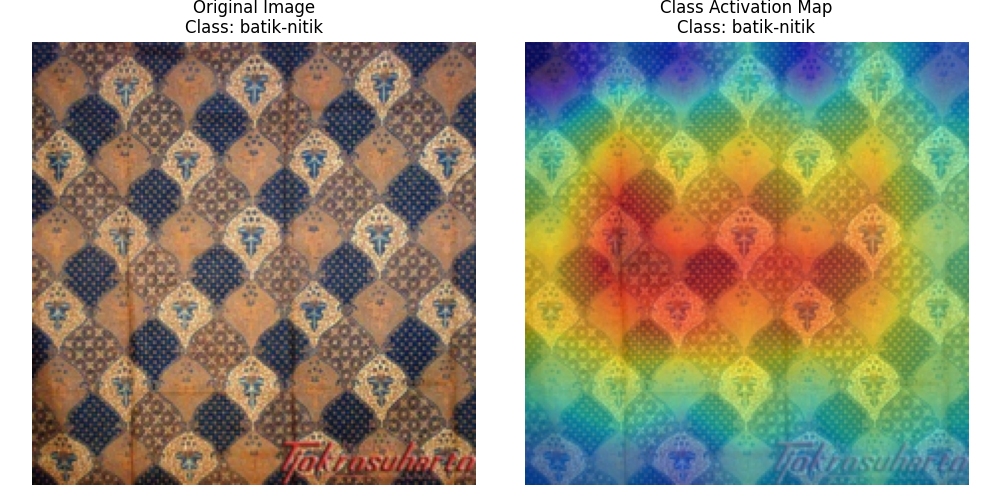 Original Image
Class: batik-nitik
Class Activation Map
Class: batik-nitik
Tjokrosuharto
Tjokrosuharto